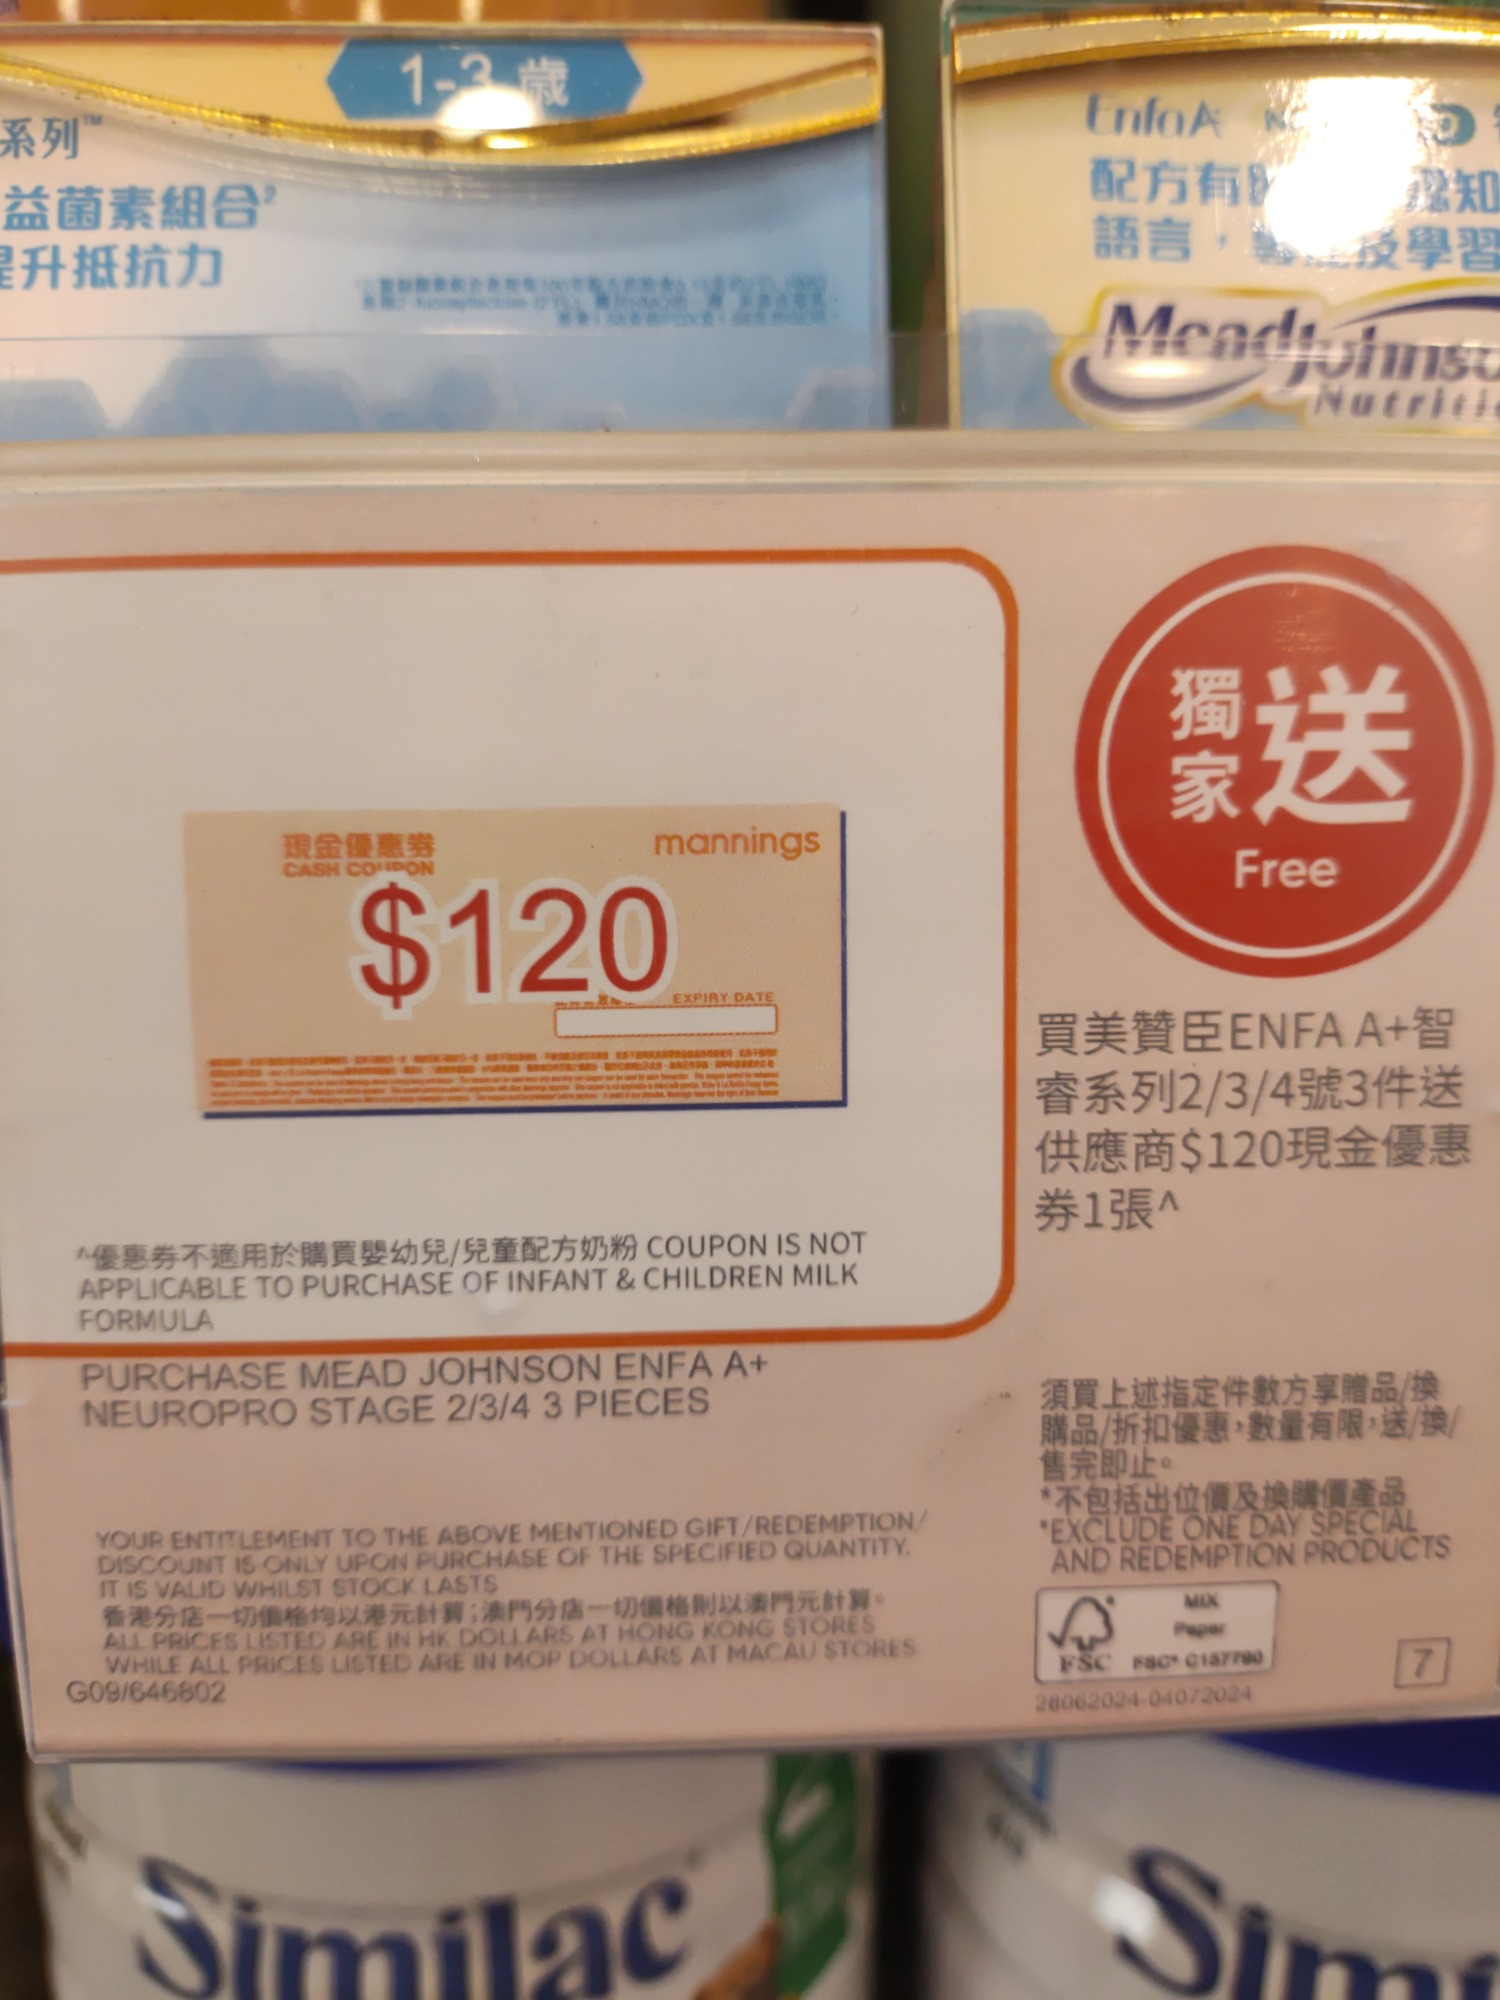 1-3 歲
系列™
益菌素組合²
提升抵抗力
EnfaA+
配方有
認知
語言，
及學習
MeadJohnson
Nutriti
獨家送
Free
現金優惠券
mannings
CASH COUPON
$120
EXPIRY DATE
買美贊臣ENFA A+智
睿系列2/3/4號3件送
供應商$120現金優惠
券1張^
^優惠券不適用於購買嬰幼兒/兒童配方奶粉 COUPON IS NOT
APPLICABLE TO PURCHASE OF INFANT & CHILDREN MILK
FORMULA
PURCHASE MEAD JOHNSON ENFA A+
NEUROPRO STAGE 2/3/4 3 PIECES
須買上述指定件數方享贈品/換
購品/折扣優惠，數量有限，送/換/
售完即止。
*不包括出位價及換購價產品
*EXCLUDE ONE DAY SPECIAL
AND REDEMPTION PRODUCTS
YOUR ENTITLEMENT TO THE ABOVE MENTIONED GIFT/REDEMPTION/
DISCOUNT IS ONLY UPON PURCHASE OF THE SPECIFIED QUANTITY.
IT IS VALID WHILST STOCK LASTS
香港分店一切價格均以港元計算；澳門分店一切價格則以澳門元計算。
ALL PRICES LISTED ARE IN HK DOLLARS AT HONG KONG STORES
WHILE ALL PRICES LISTED ARE IN MOP DOLLARS AT MACAU STORES
G09/646802
MIX
Paper
FSC
FSC® C157790
7
28062024-04072024
Similac
Simi